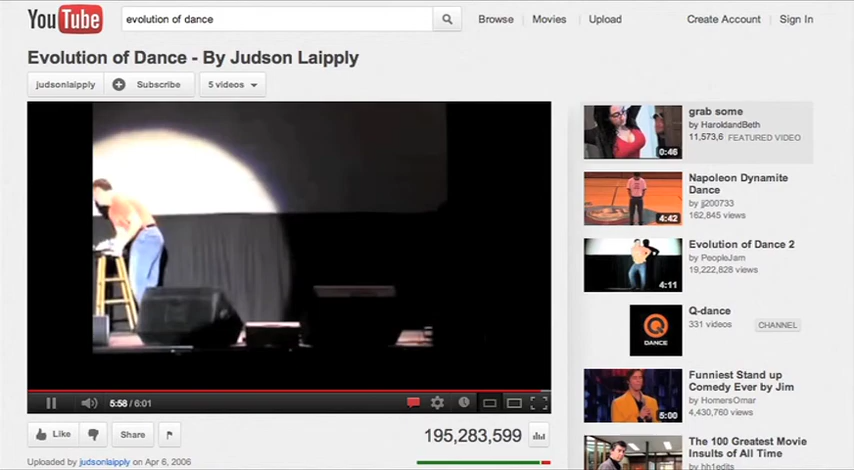 YouTube
evolution of dance
Browse
Movies
Upload
Create Account
Sign In
Evolution of Dance - By Judson Laipply
judsonlaipply
Subscribe
5 videos
5:58 / 6:01
Like
Share
195,283,599
Uploaded by judsonlaipply on Apr 6, 2006
0:46
grab some
by HaroldandBeth
11,573,6 FEATURED VIDEO
4:42
Napoleon Dynamite
Dance
by jj200733
162,845 views
4:11
Evolution of Dance 2
by PeopleJam
19,222,828 views
Q
DANCE
Q-dance
331 videos
CHANNEL
5:00
Funniest Stand up
Comedy Ever by Jim
by HomersOmar
4,430,760 views
The 100 Greatest Movie
Insults of All Time
by hh1edits